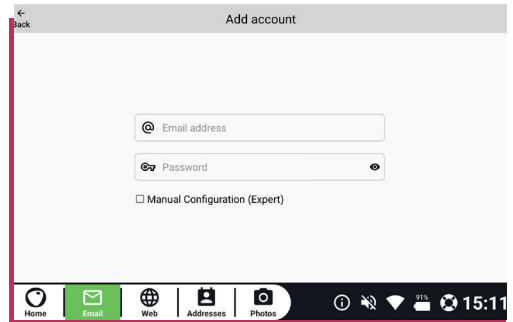 Back
Add account
Email address
Password
Manual Configuration (Expert)
Home
Email
Web
Addresses
Photos
91%
15:11